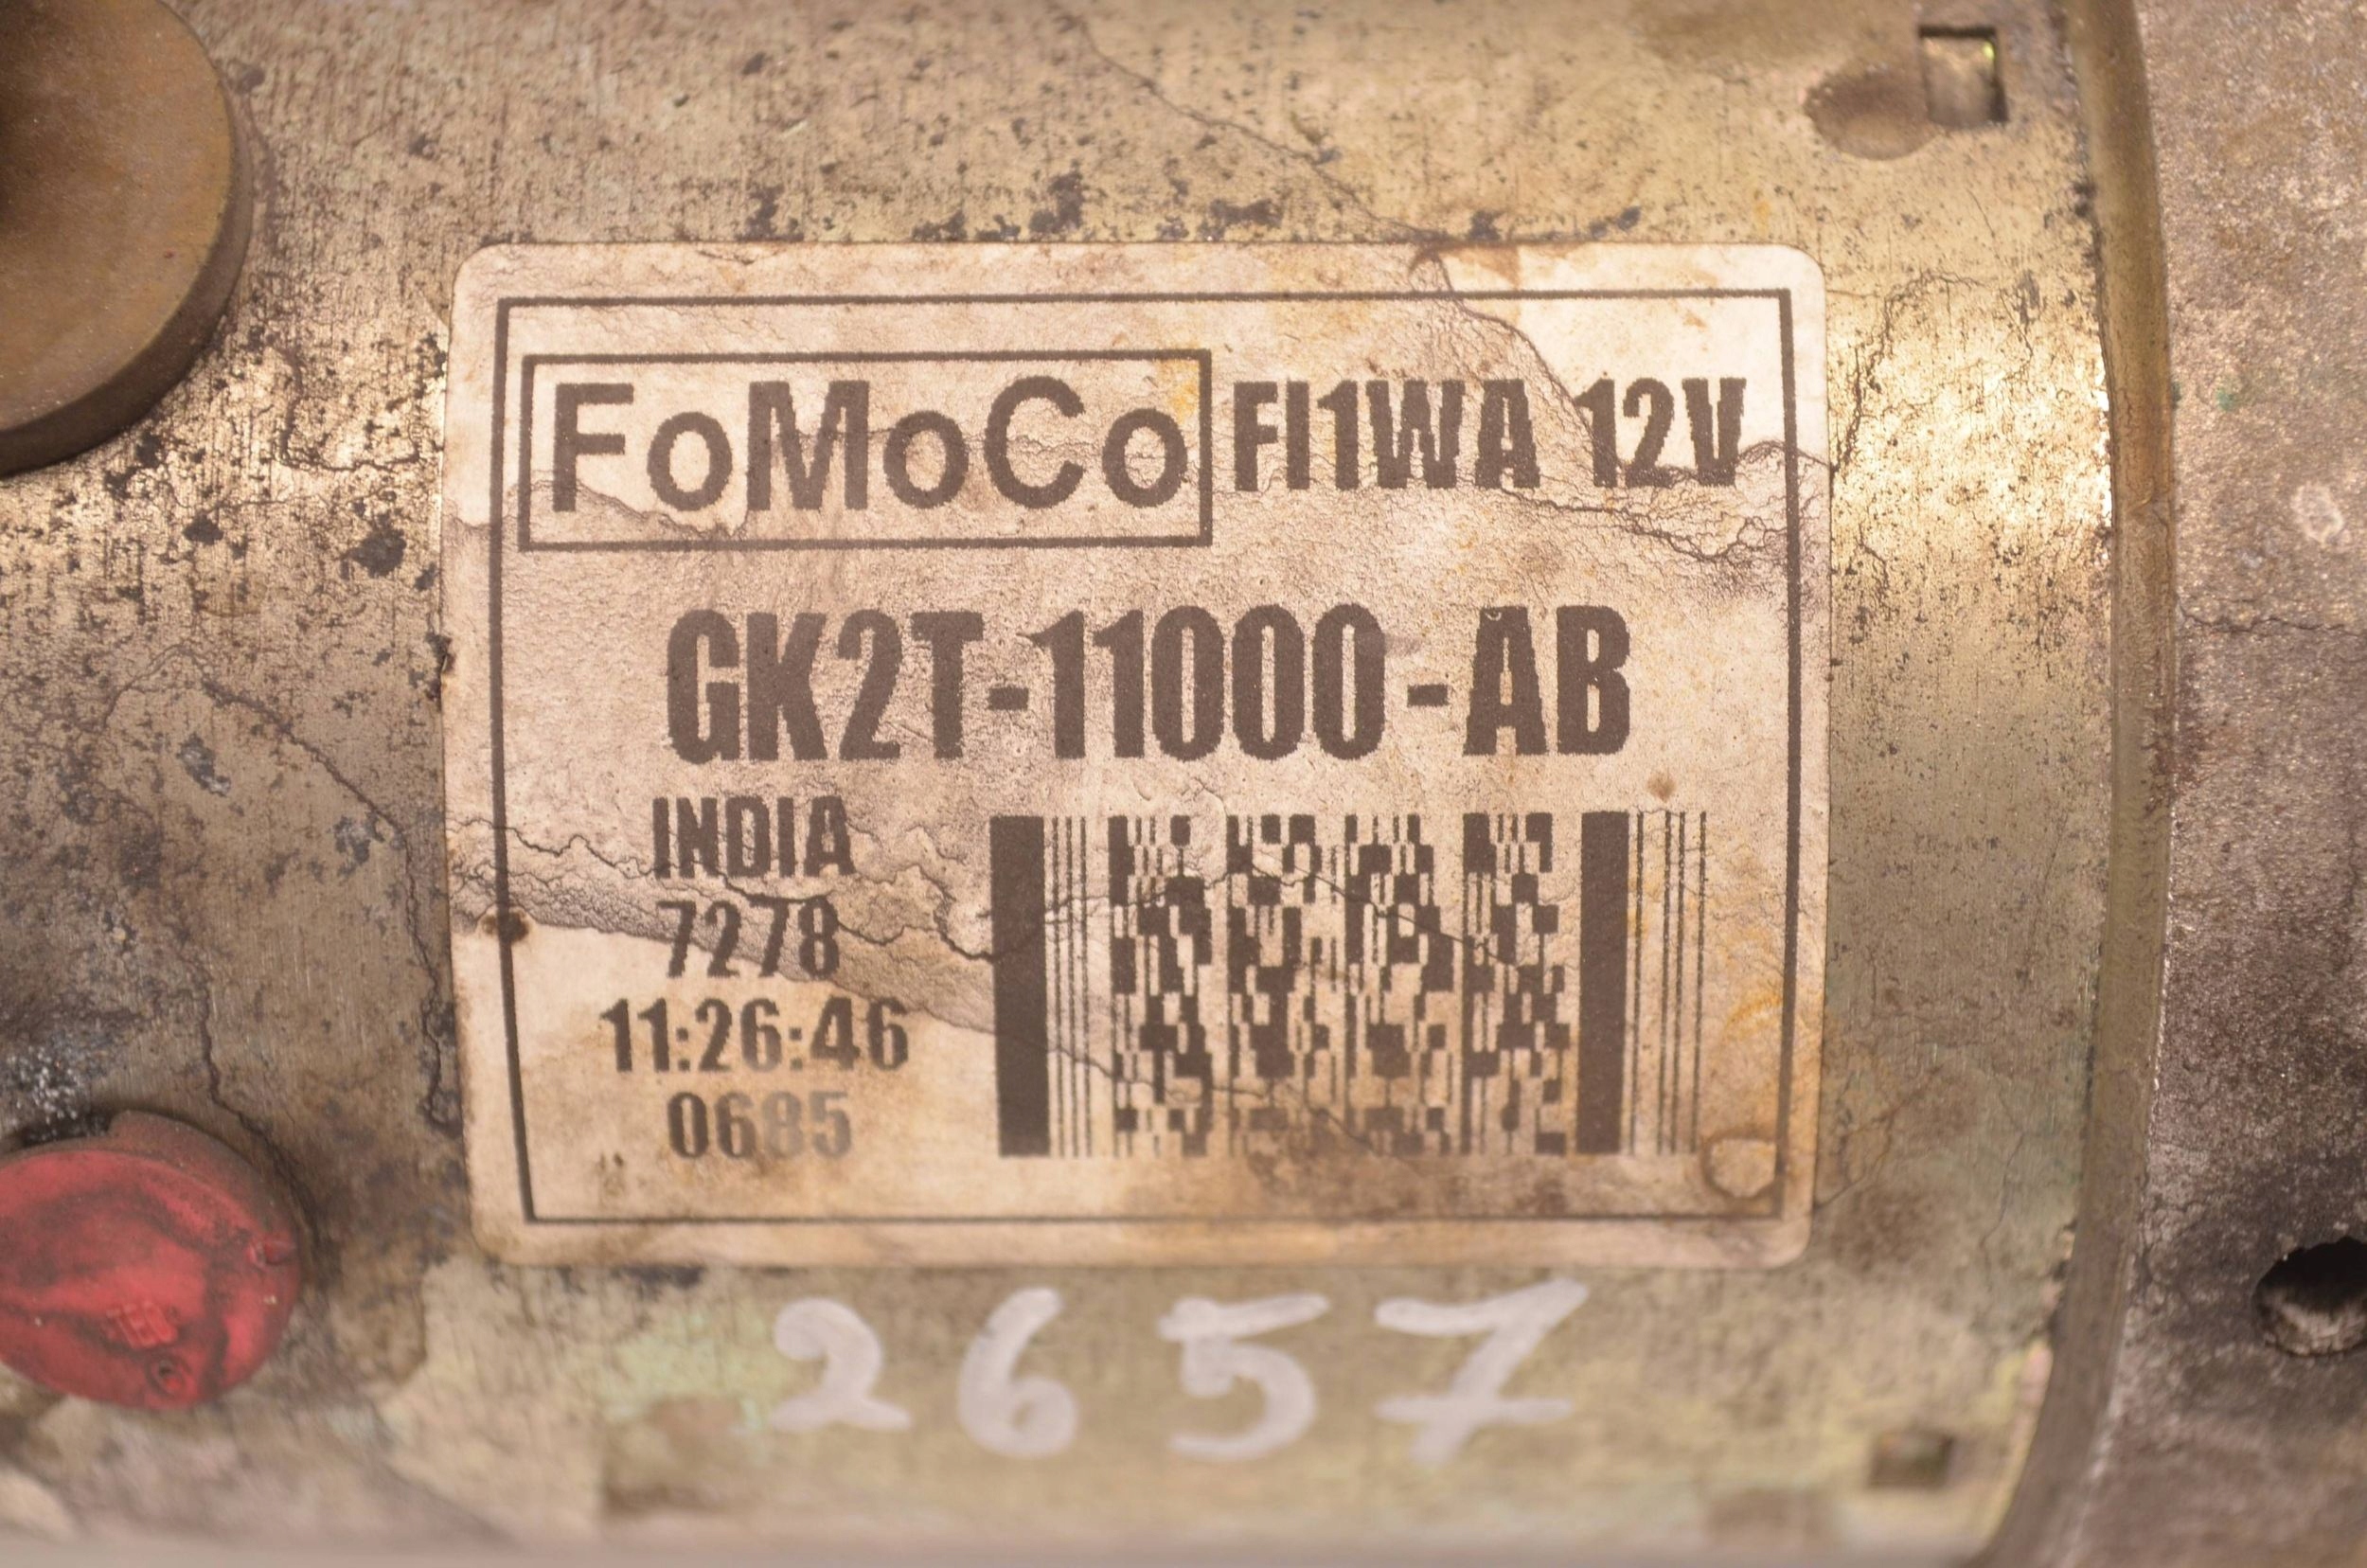 FoMoCo FI1WA 12V
GK2T-11000-AB
INDIA
7278
11:26:46
0685
2657